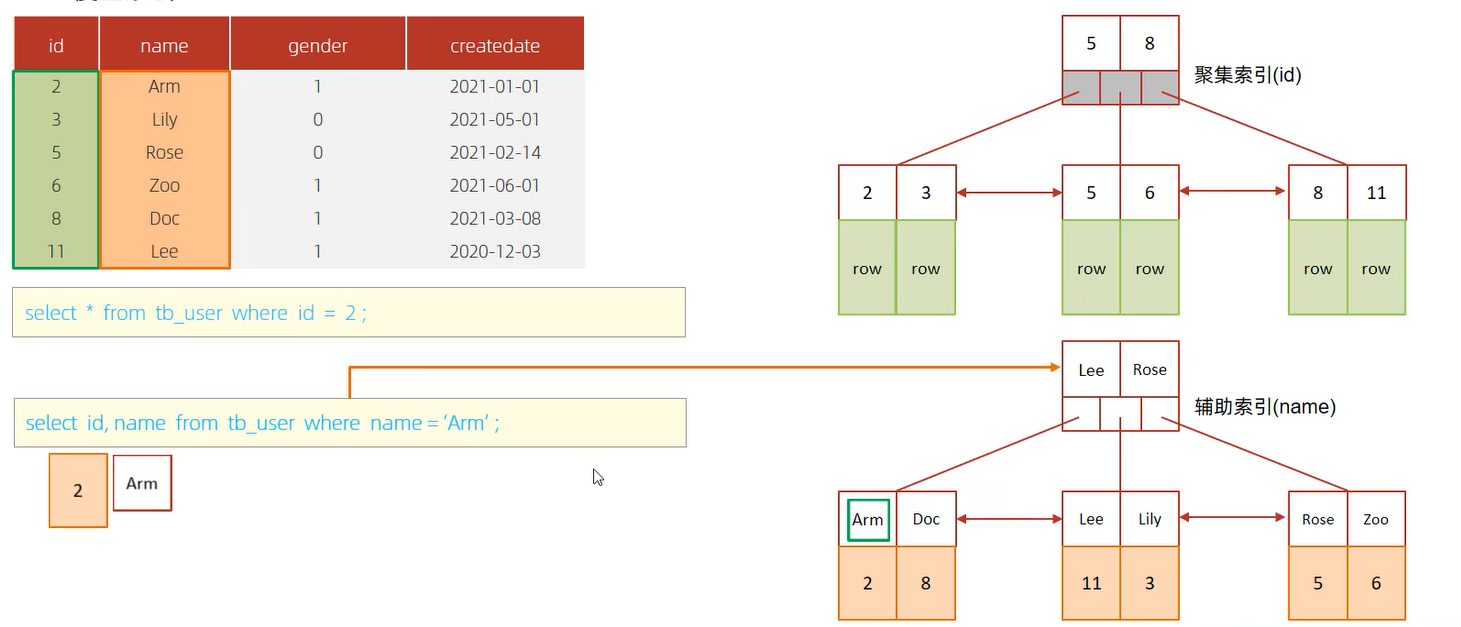 id name gender createdate
2 Arm 1 2021-01-01
3 Lily 0 2021-05-01
5 Rose 0 2021-02-14
6 Zoo 1 2021-06-01
8 Doc 1 2021-03-08
11 Lee 1 2020-12-03
select * from tb_user where id = 2 ;
select id, name from tb_user where name = ‘Arm’ ;
2 Arm
5 8
聚集索引(id)
2 3 5 6 8 11
row row row row row row
Lee Rose
辅助索引(name)
Arm Doc Lee Lily Rose Zoo
2 8 11 3 5 6